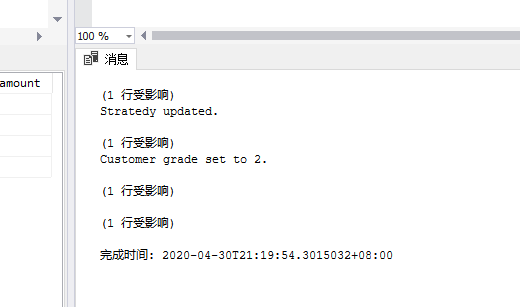 amount
100 %
消息
(1 行受影响)
Stratedy updated.
(1 行受影响)
Customer grade set to 2.
(1 行受影响)
(1 行受影响)
完成时间: 2020-04-30T21:19:54.3015032+08:00